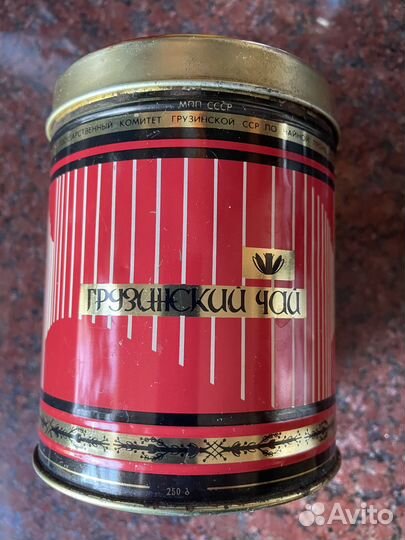 МПП СССР
ГОСУДАРСТВЕННЫЙ КОМИТЕТ ГРУЗИНСКОЙ ССР ПО ЧАЙНОЙ
ГРУЗИНСКИЙ ЧАЙ
250 г
Avito